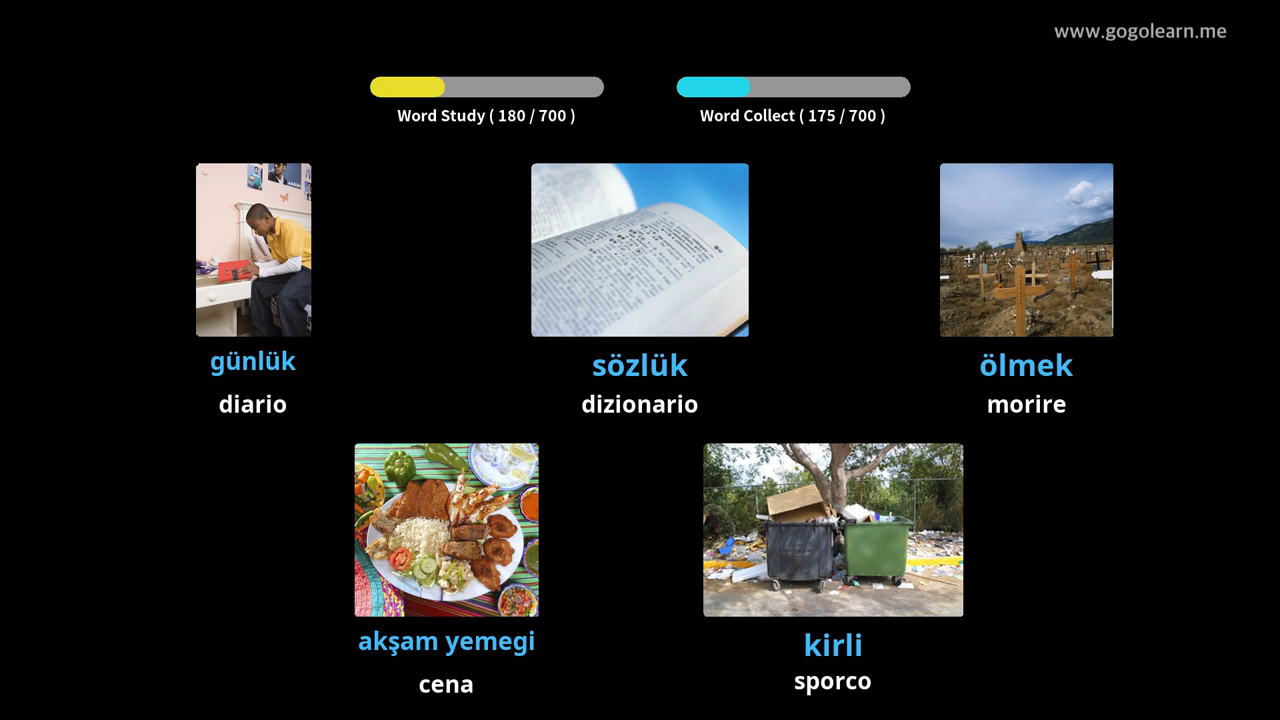 www.gogolearn.me
Word Study ( 180 / 700 )
Word Collect ( 175 / 700 )
günlük
diario
sözlük
dizionario
ölmek
morire
akşam yemegi
cena
kirli
sporco